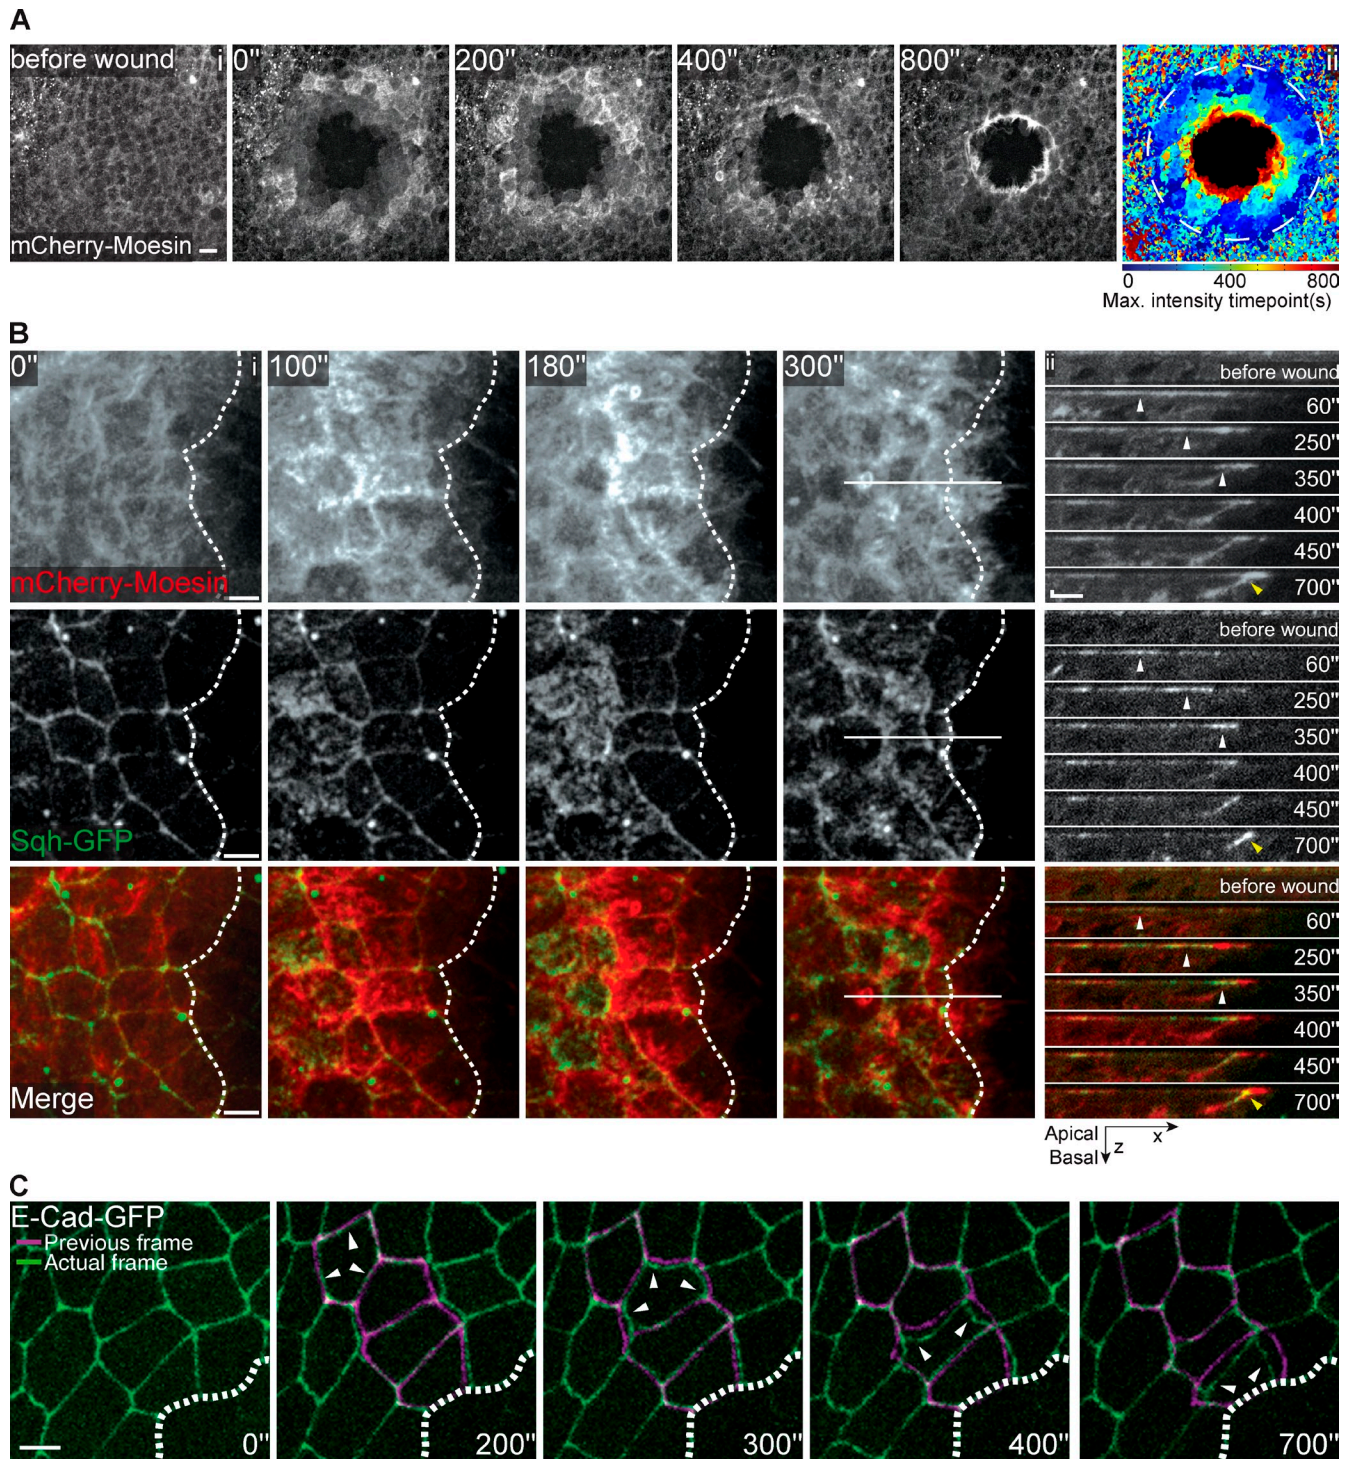 A
before wound
i
0"
200"
400"
800"
ii
mCherry-Moesin
0 400 800
Max. intensity timepoint(s)
B
0"
i
100"
180"
300"
ii
before wound
60"
250"
350"
400"
450"
700"
mCherry-Moesin
before wound
60"
250"
350"
400"
450"
700"
Sqh-GFP
before wound
60"
250"
350"
400"
450"
700"
Merge
Apical
x
z
Basal
C
E-Cad-GFP
Previous frame
Actual frame
0"
200"
300"
400"
700"